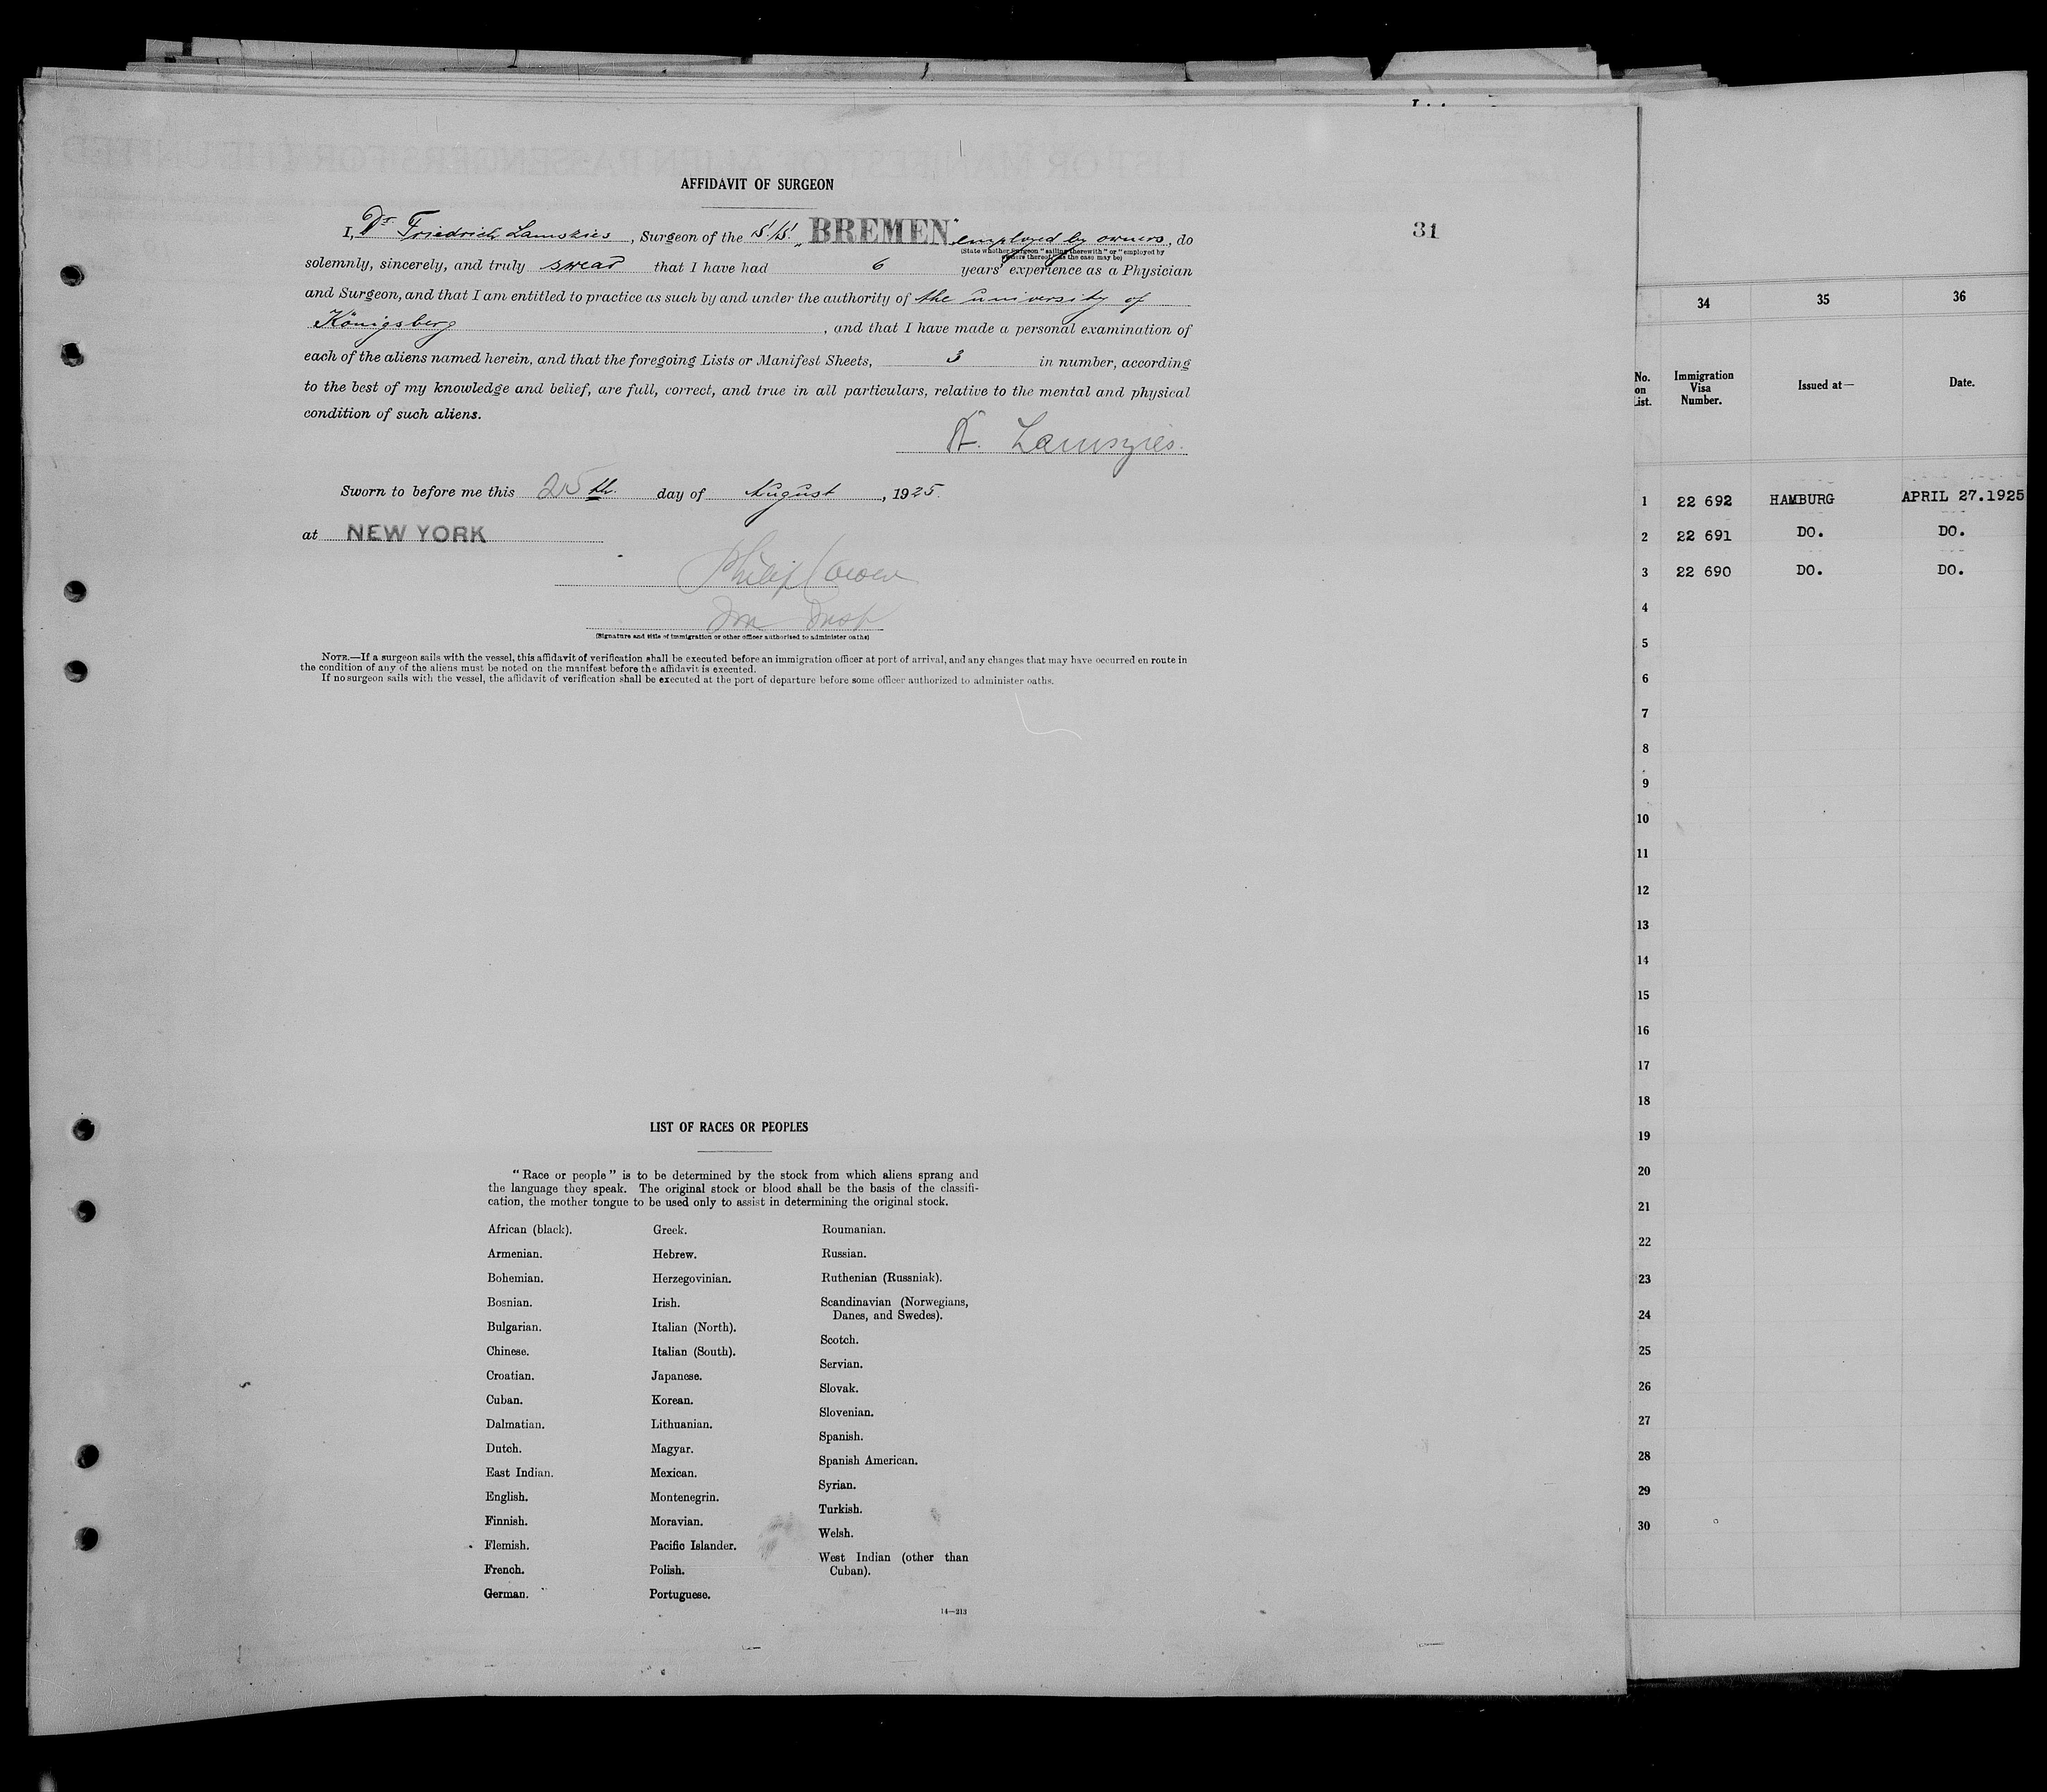 AFFIDAVIT OF SURGEON
31
I, Dr. Friedrich Lamszies, Surgeon of the S.S. „BREMEN" employed by owners, do
(State whether Surgeon "sailing therewith" or "employed by
owners thereof," as the case may be)
solemnly, sincerely, and truly swear that I have had 6 years' experience as a Physician
and Surgeon, and that I am entitled to practice as such by and under the authority of the university of
Königsberg, and that I have made a personal examination of
each of the aliens named herein, and that the foregoing Lists or Manifest Sheets, 3 in number, according
to the best of my knowledge and belief, are full, correct, and true in all particulars, relative to the mental and physical
condition of such aliens.
Lamszies.
Sworn to before me this 25th. day of August, 1925.
at NEW YORK
Philip Cowen
Imm Insp
(Signature and title of immigration or other officer authorized to administer oaths)
NOTE.—If a surgeon sails with the vessel, this affidavit of verification shall be executed before an immigration officer at port of arrival, and any changes that may have occurred en route in
the condition of any of the aliens must be noted on the manifest before the affidavit is executed.
If no surgeon sails with the vessel, the affidavit of verification shall be executed at the port of departure before some officer authorized to administer oaths.
LIST OF RACES OR PEOPLES
"Race or people" is to be determined by the stock from which aliens sprang and
the language they speak. The original stock or blood shall be the basis of the classifi-
cation, the mother tongue to be used only to assist in determining the original stock.
African (black).
Armenian.
Bohemian.
Bosnian.
Bulgarian.
Chinese.
Croatian.
Cuban.
Dalmatian.
Dutch.
East Indian.
English.
Finnish.
Flemish.
French.
German.
Greek.
Hebrew.
Herzegovinian.
Irish.
Italian (North).
Italian (South).
Japanese.
Korean.
Lithuanian.
Magyar.
Mexican.
Montenegrin.
Moravian.
Pacific Islander.
Polish.
Portuguese.
Roumanian.
Russian.
Ruthenian (Russniak).
Scandinavian (Norwegians,
Danes, and Swedes).
Scotch.
Servian.
Slovak.
Slovenian.
Spanish.
Spanish American.
Syrian.
Turkish.
Welsh.
West Indian (other than
Cuban).
14—213
34 35 36
No.
on
List.
Immigration
Visa
Number.
Issued at—
Date.
1 22 692 HAMBURG APRIL 27.1925
2 22 691 DO. DO.
3 22 690 DO. DO.
4
5
6
7
8
9
10
11
12
13
14
15
16
17
18
19
20
21
22
23
24
25
26
27
28
29
30